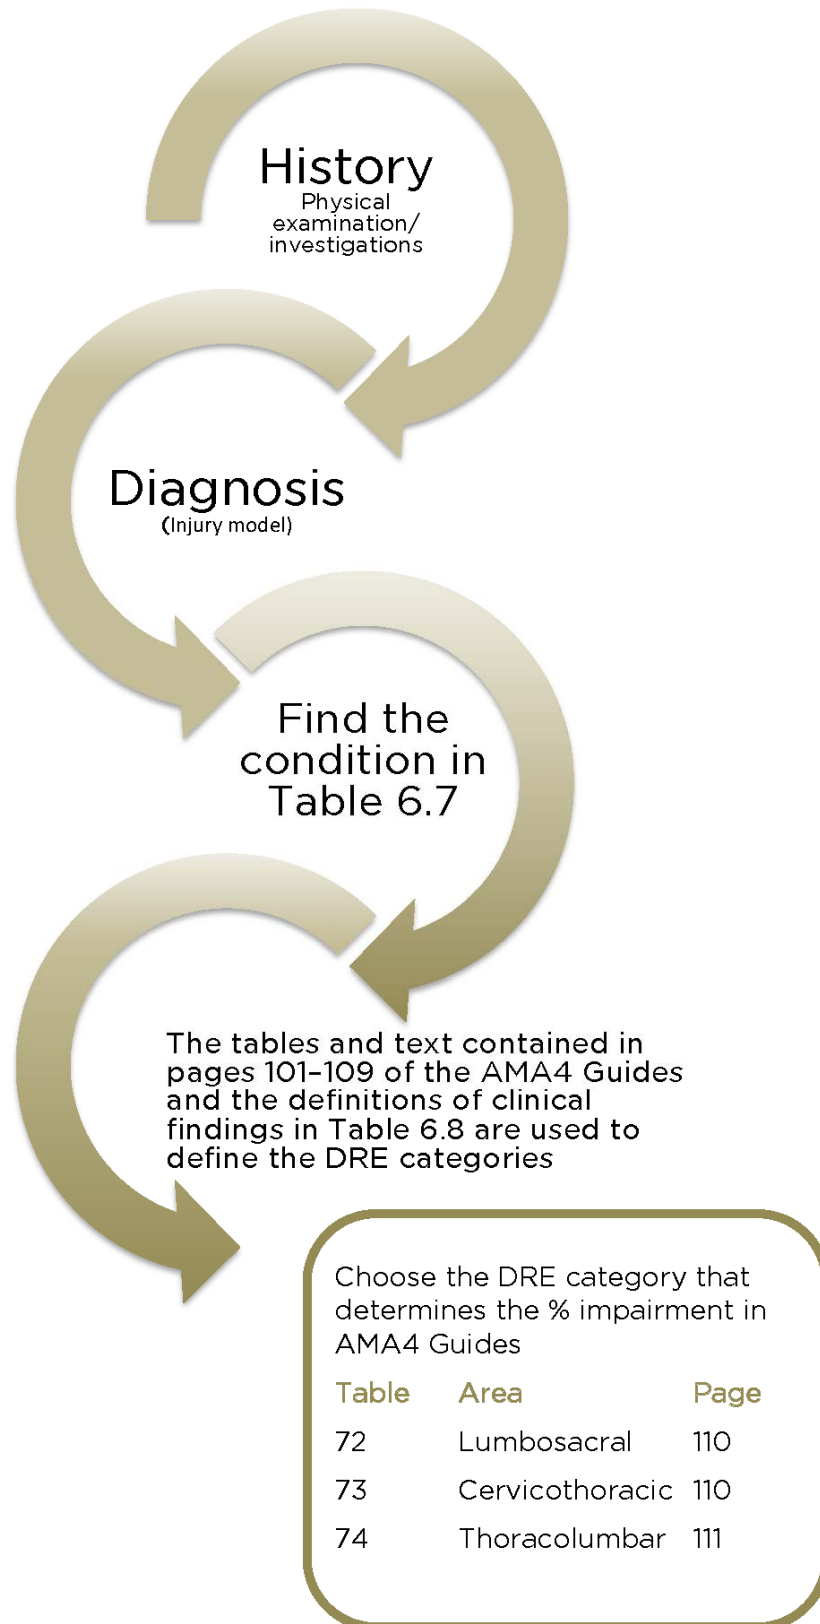 History
Physical
examination/
investigations
Diagnosis
(Injury model)
Find the
condition in
Table 6.7
The tables and text contained in
pages 101–109 of the AMA4 Guides
and the definitions of clinical
findings in Table 6.8 are used to
define the DRE categories
Choose the DRE category that
determines the % impairment in
AMA4 Guides
Table Area Page
72 Lumbosacral 110
73 Cervicothoracic 110
74 Thoracolumbar 111